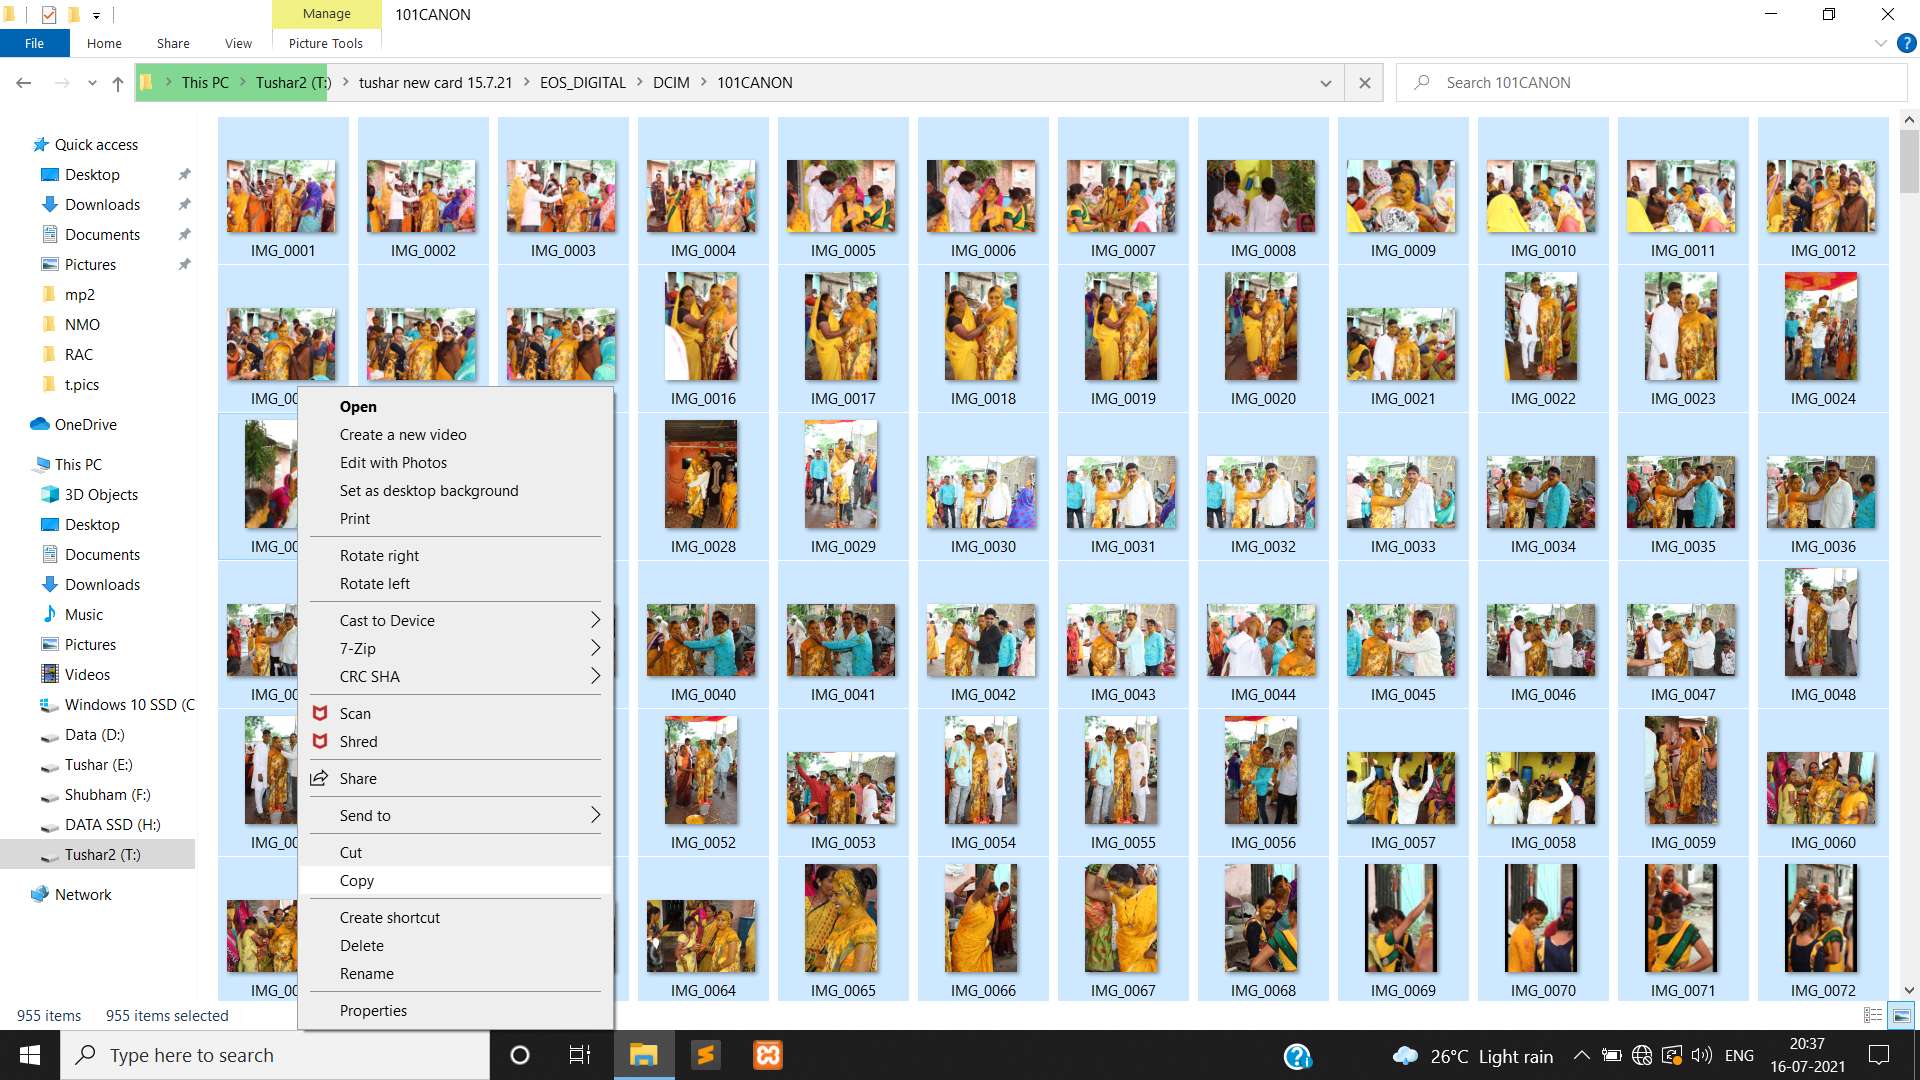 Manage
101CANON
File
Home
Share
View
Picture Tools
This PC
Tushar2 (T:)
tushar new card 15.7.21
EOS_DIGITAL
DCIM
101CANON
Search 101CANON
Quick access
Desktop
Downloads
Documents
Pictures
mp2
NMO
RAC
t.pics
OneDrive
This PC
3D Objects
Desktop
Documents
Downloads
Music
Pictures
Videos
Windows 10 SSD (C
Data (D:)
Tushar (E:)
Shubham (F:)
DATA SSD (H:)
Tushar2 (T:)
Network
IMG_0001 IMG_0002 IMG_0003 IMG_0004 IMG_0005 IMG_0006 IMG_0007 IMG_0008 IMG_0009 IMG_0010 IMG_0011 IMG_0012
IMG_00 IMG_0016 IMG_0017 IMG_0018 IMG_0019 IMG_0020 IMG_0021 IMG_0022 IMG_0023 IMG_0024
IMG_00 IMG_0028 IMG_0029 IMG_0030 IMG_0031 IMG_0032 IMG_0033 IMG_0034 IMG_0035 IMG_0036
IMG_00 IMG_0040 IMG_0041 IMG_0042 IMG_0043 IMG_0044 IMG_0045 IMG_0046 IMG_0047 IMG_0048
IMG_00 IMG_0052 IMG_0053 IMG_0054 IMG_0055 IMG_0056 IMG_0057 IMG_0058 IMG_0059 IMG_0060
IMG_00 IMG_0064 IMG_0065 IMG_0066 IMG_0067 IMG_0068 IMG_0069 IMG_0070 IMG_0071 IMG_0072
Open
Create a new video
Edit with Photos
Set as desktop background
Print
Rotate right
Rotate left
Cast to Device
7-Zip
CRC SHA
Scan
Shred
Share
Send to
Cut
Copy
Create shortcut
Delete
Rename
Properties
955 items
955 items selected
Type here to search
26°C Light rain
ENG
20:37
16-07-2021